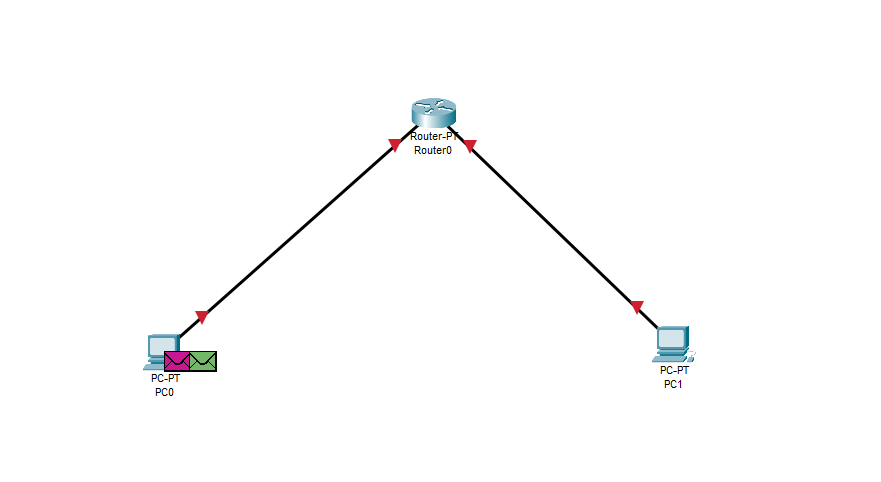 Router-PT
Router0
PC-PT
PC0
PC-PT
PC1